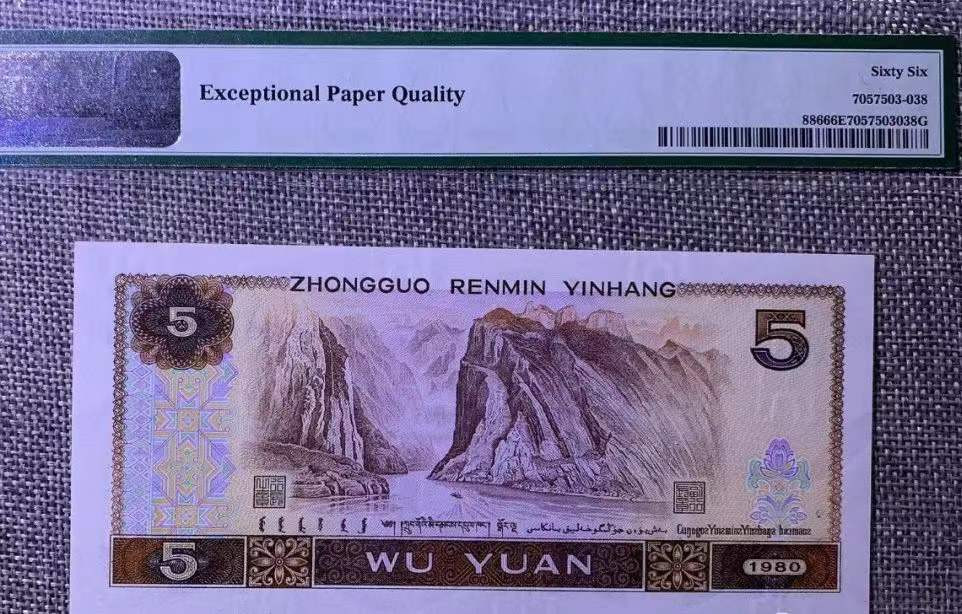 Exceptional Paper Quality
Sixty Six
7057503-038
88666E7057503038G
ZHONGGUO RENMIN YINHANG
5
5
5 WU YUAN 1980